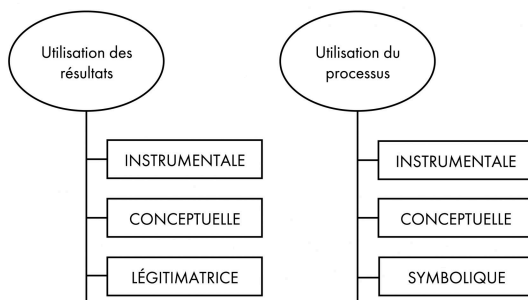 Utilisation des
résultats
INSTRUMENTALE
CONCEPTUELLE
LÉGITIMATRICE
Utilisation du
processus
INSTRUMENTALE
CONCEPTUELLE
SYMBOLIQUE